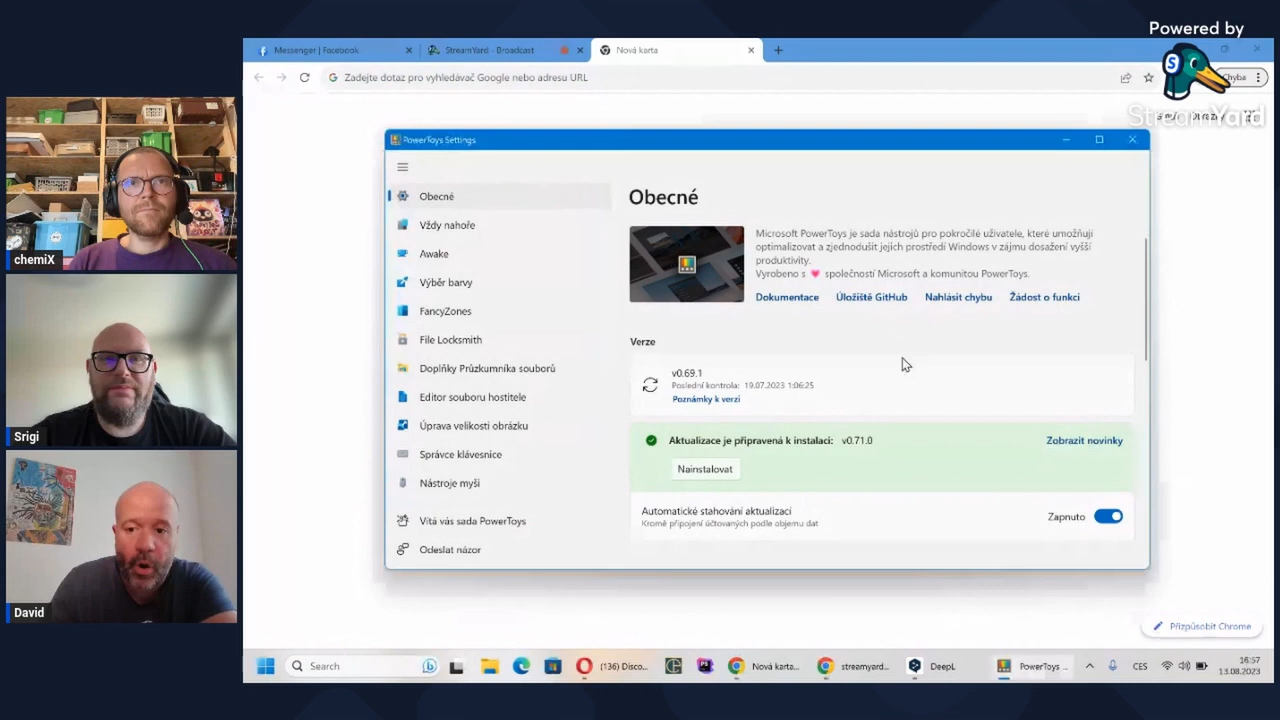 Powered by
StreamYard
Messenger | Facebook
StreamYard - Broadcast
Nová karta
Zadejte dotaz pro vyhledávač Google nebo adresu URL
Chyba
chemiX
Srigi
David
PowerToys Settings
Obecné
Vždy nahoře
Awake
Výběr barvy
FancyZones
File Locksmith
Doplňky Průzkumníka souborů
Editor souboru hostitele
Úprava velikosti obrázku
Správce klávesnice
Nástroje myši
Vítá vás sada PowerToys
Odeslat názor
Obecné
Microsoft PowerToys je sada nástrojů pro pokročilé uživatele, které umožňují
optimalizovat a zjednodušit jejich prostředí Windows v zájmu dosažení vyšší
produktivity.
Vyrobeno s 💗 společností Microsoft a komunitou PowerToys.
Dokumentace Úložiště GitHub Nahlásit chybu Žádost o funkci
Verze
v0.69.1
Poslední kontrola: 19.07.2023 1:06:25
Poznámky k verzi
Aktualizace je připravená k instalaci: v0.71.0
Zobrazit novinky
Nainstalovat
Automatické stahování aktualizací
Kromě připojení účtovaných podle objemu dat
Zapnuto
Přizpůsobit Chrome
Search
(136) Disco...
Nová karta...
streamyard...
DeepL
PowerToys ...
CES
16:57
13.08.2023